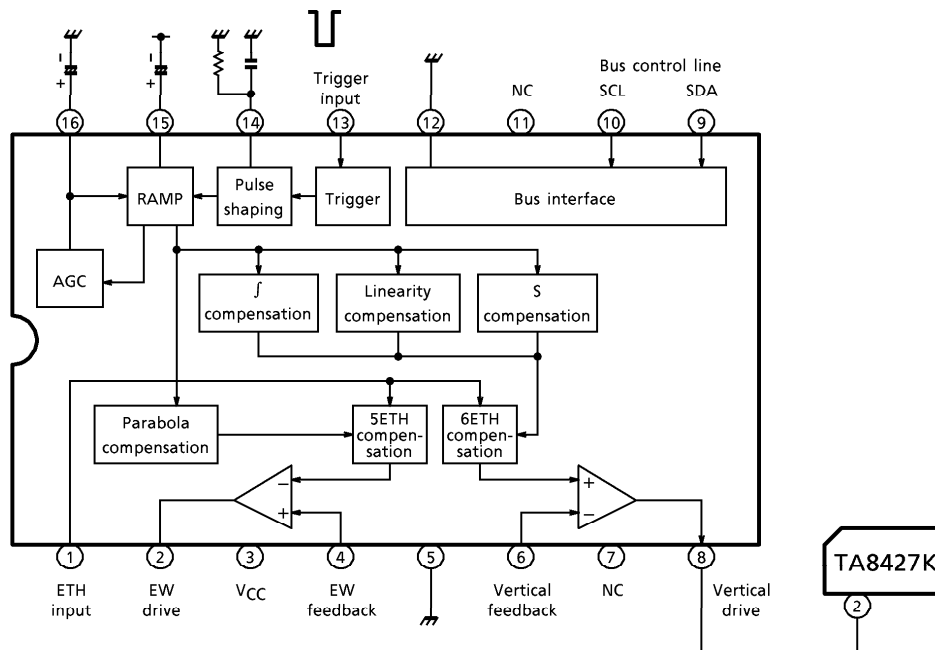 Trigger
input
Bus control line
NC
SCL
SDA
16
15
14
13
12
11
10
9
RAMP
Pulse
shaping
Trigger
Bus interface
AGC
∫
compensation
Linearity
compensation
S
compensation
Parabola
compensation
5ETH
compen-
sation
6ETH
compen-
sation
1
2
3
4
5
6
7
8
ETH
input
EW
drive
VCC
EW
feedback
Vertical
feedback
NC
Vertical
drive
TA8427K
2